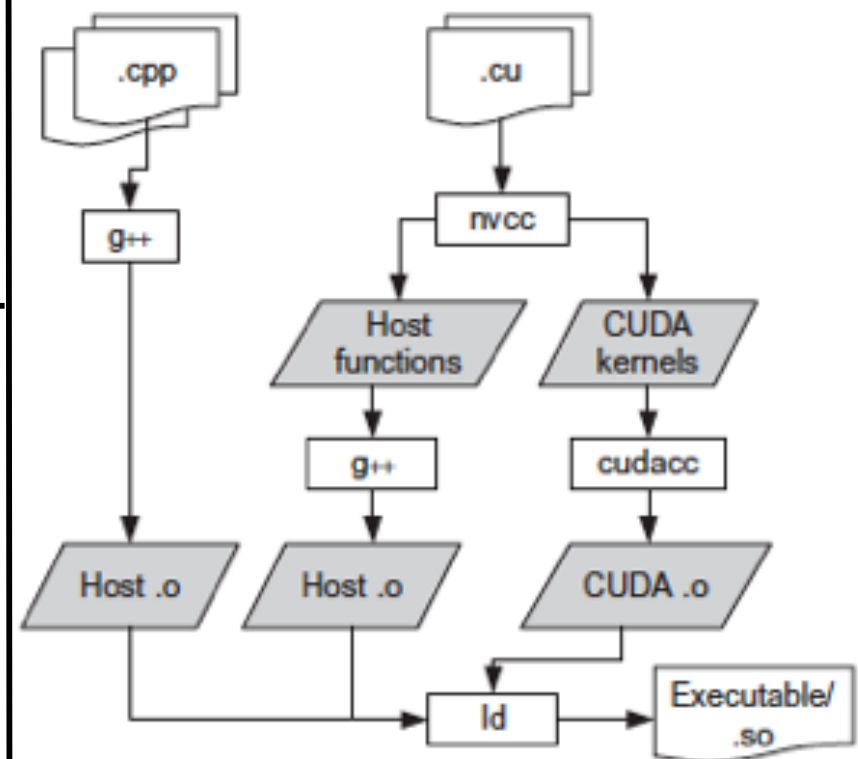 .cpp
.cu
g++
nvcc
Host
functions
CUDA
kernels
g++
cudacc
Host .o
Host .o
CUDA .o
ld
Executable/
.so